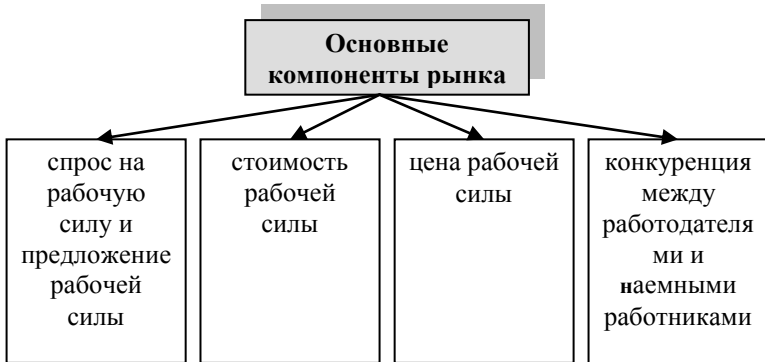 Основные
компоненты рынка
спрос на
рабочую
силу и
предложение
рабочей
силы
стоимость
рабочей
силы
цена рабочей
силы
конкуренция
между
работодателя
ми и
наемными
работниками